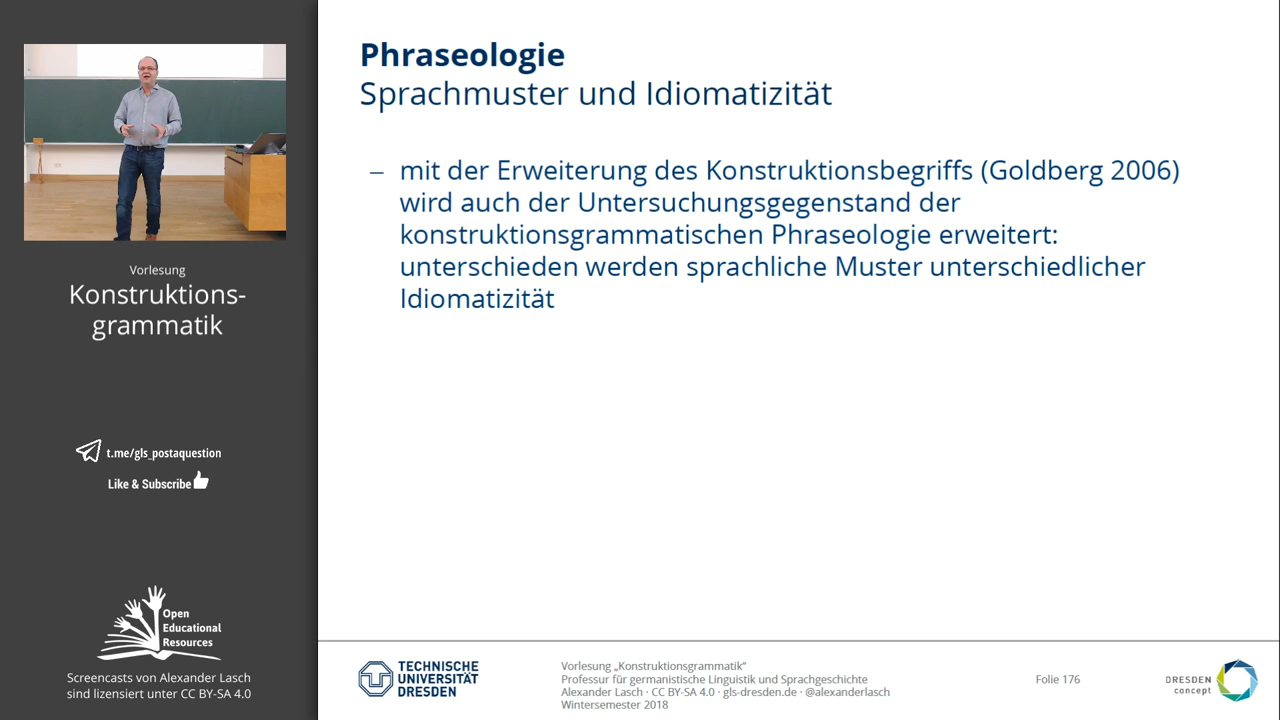 Vorlesung
Konstruktions-
grammatik
t.me/gls_postaquestion
Like & Subscribe
Open
Educational
Resources
Screencasts von Alexander Lasch
sind lizensiert unter CC BY-SA 4.0
Phraseologie
Sprachmuster und Idiomatizität
– mit der Erweiterung des Konstruktionsbegriffs (Goldberg 2006)
wird auch der Untersuchungsgegenstand der
konstruktionsgrammatischen Phraseologie erweitert:
unterschieden werden sprachliche Muster unterschiedlicher
Idiomatizität
TECHNISCHE
UNIVERSITÄT
DRESDEN
Vorlesung „Konstruktionsgrammatik“
Professur für germanistische Linguistik und Sprachgeschichte
Alexander Lasch · CC BY-SA 4.0 · gls-dresden.de · @alexanderlasch
Wintersemester 2018
Folie 176
DRESDEN
concept